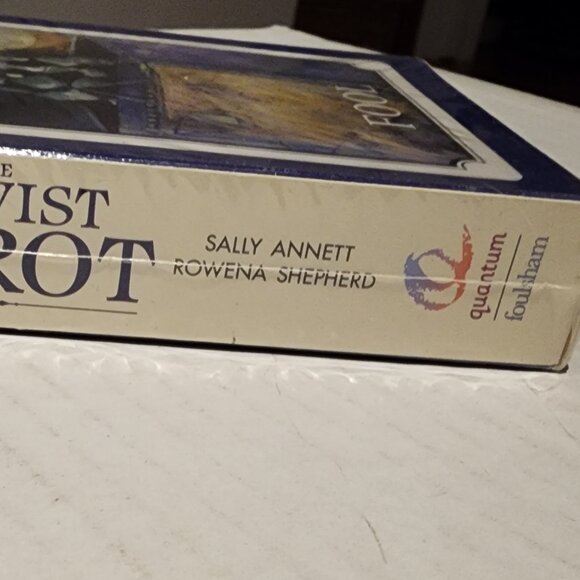 FOOL
E
VIST
ROT
SALLY ANNETT
ROWENA SHEPHERD
quantum
foulsham